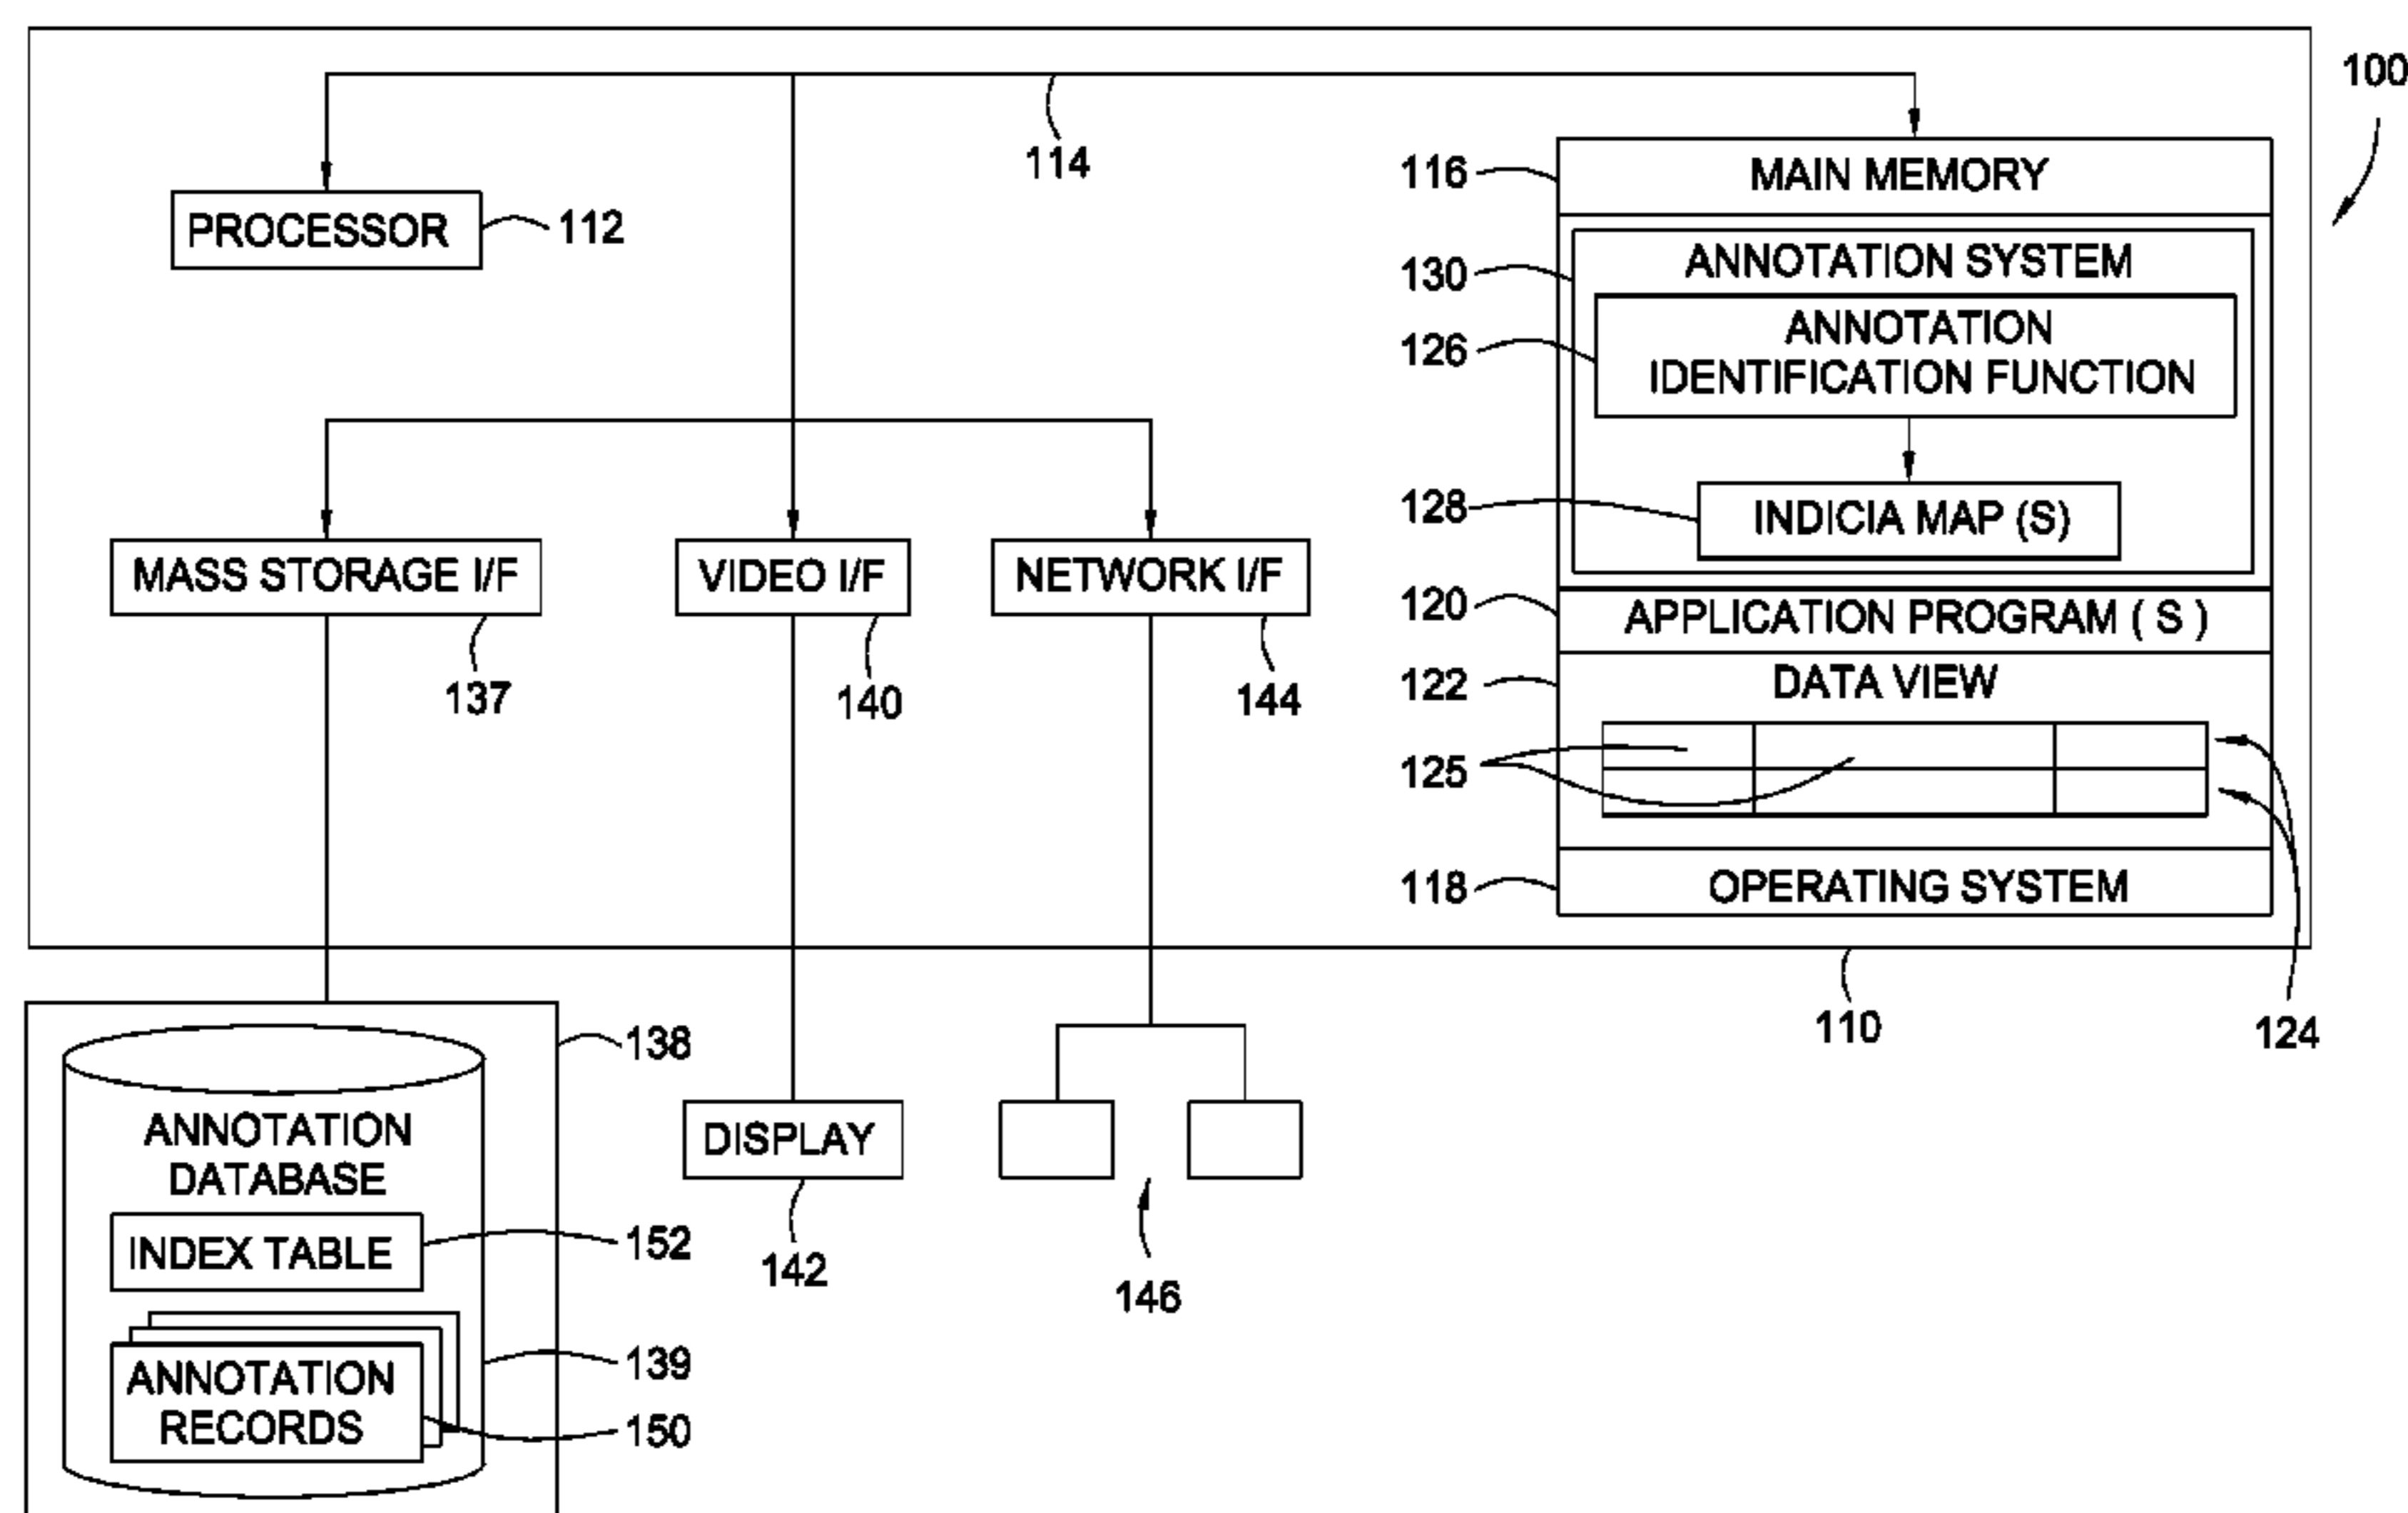 100
114
116
MAIN MEMORY
PROCESSOR
112
130
ANNOTATION SYSTEM
126
ANNOTATION
IDENTIFICATION FUNCTION
128
INDICIA MAP (S)
MASS STORAGE I/F
VIDEO I/F
NETWORK I/F
137
140
144
120
APPLICATION PROGRAM ( S )
122
DATA VIEW
125
118
OPERATING SYSTEM
110
124
138
ANNOTATION
DATABASE
INDEX TABLE
152
139
ANNOTATION
RECORDS
150
DISPLAY
142
146